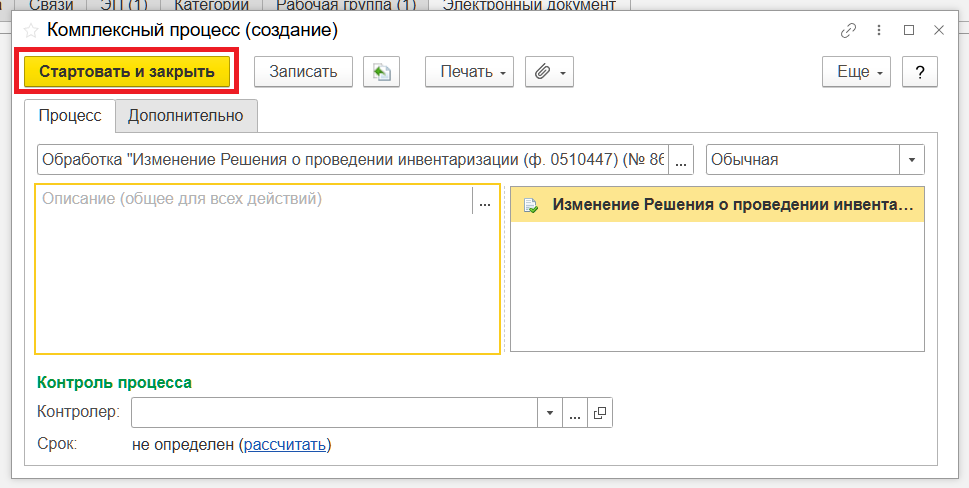 Связи ЭП (1) Категории Рабочая группа (1) Электронный документ
Комплексный процесс (создание)
Стартовать и закрыть Записать Печать Еще ?
Процесс Дополнительно
Обработка "Изменение Решения о проведении инвентаризации (ф. 0510447) (№ 86 ... Обычная
Описание (общее для всех действий) ... Изменение Решения о проведении инвента...
Контроль процесса
Контролер: ...
Срок: не определен (рассчитать)